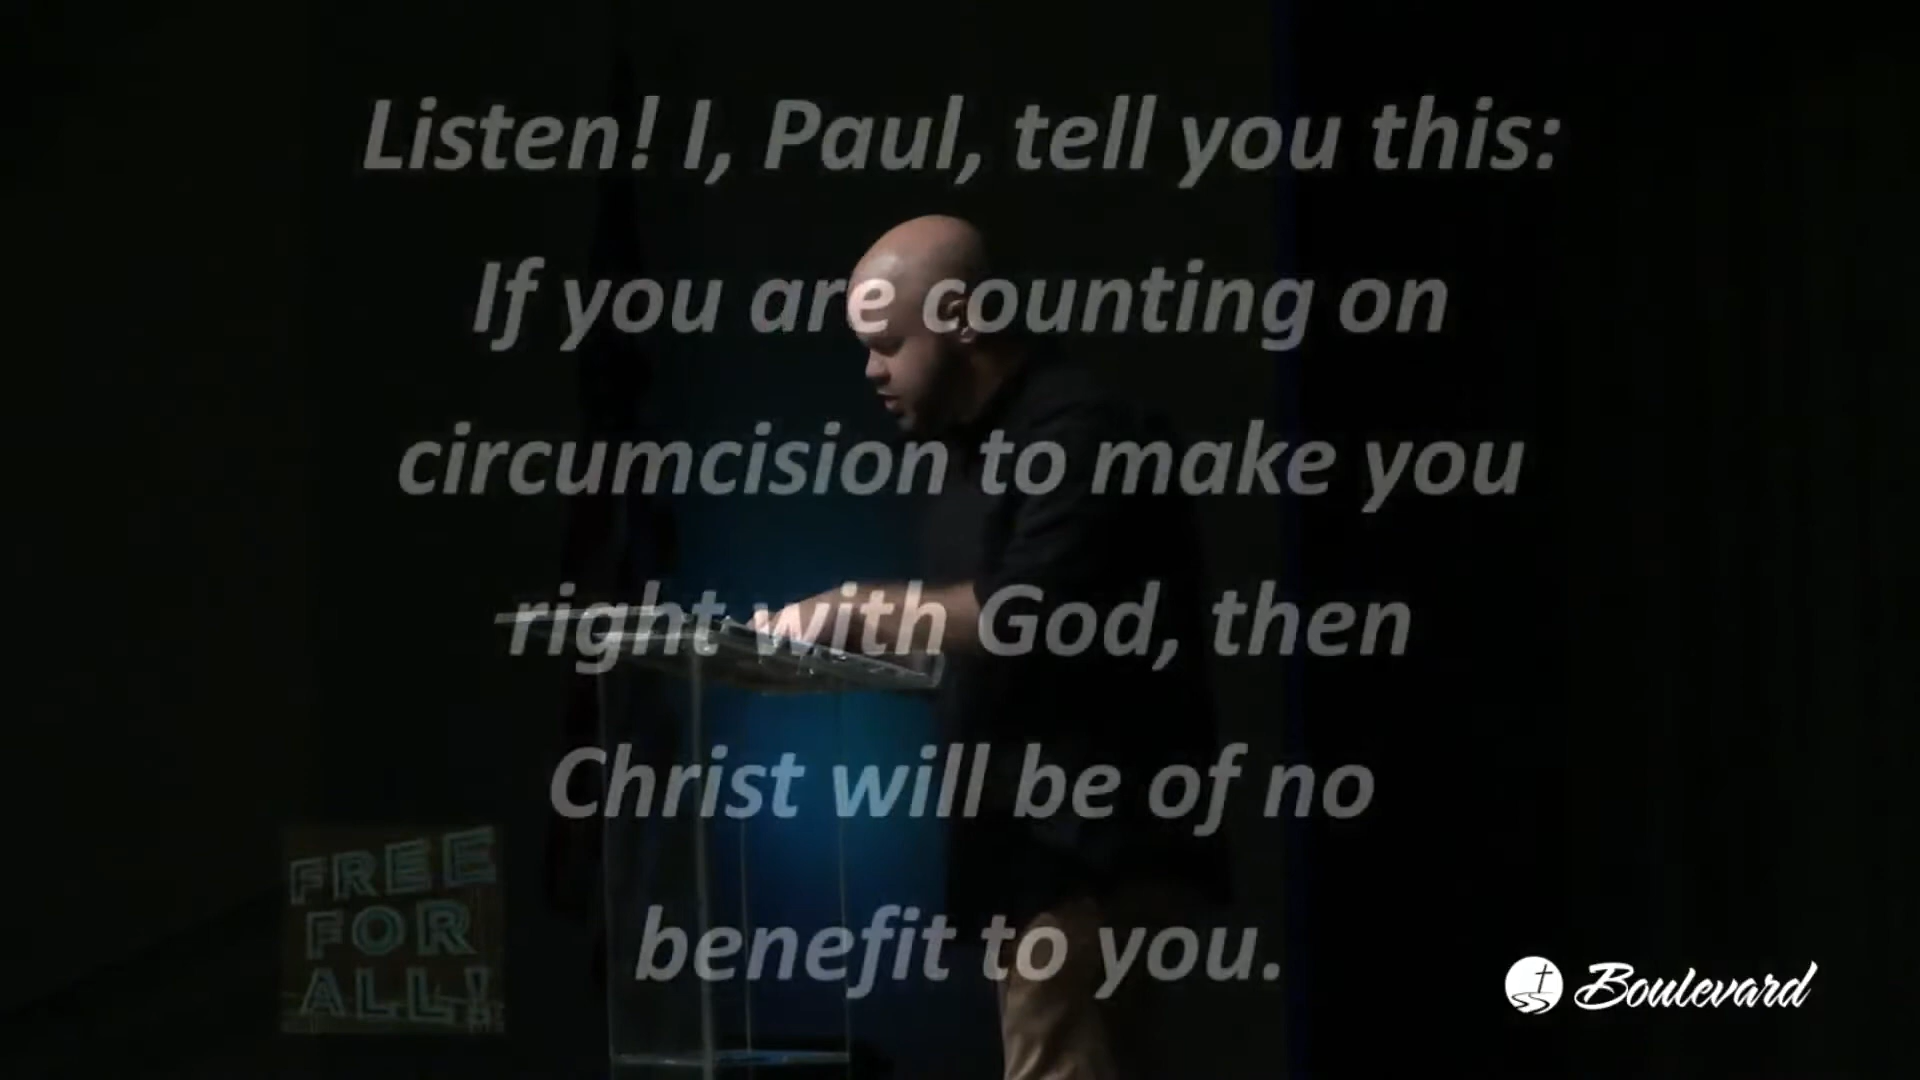 Listen! I, Paul, tell you this:
If you are counting on
circumcision to make you
right with God, then
Christ will be of no
benefit to you.
FREE
FOR
ALL!
Boulevard